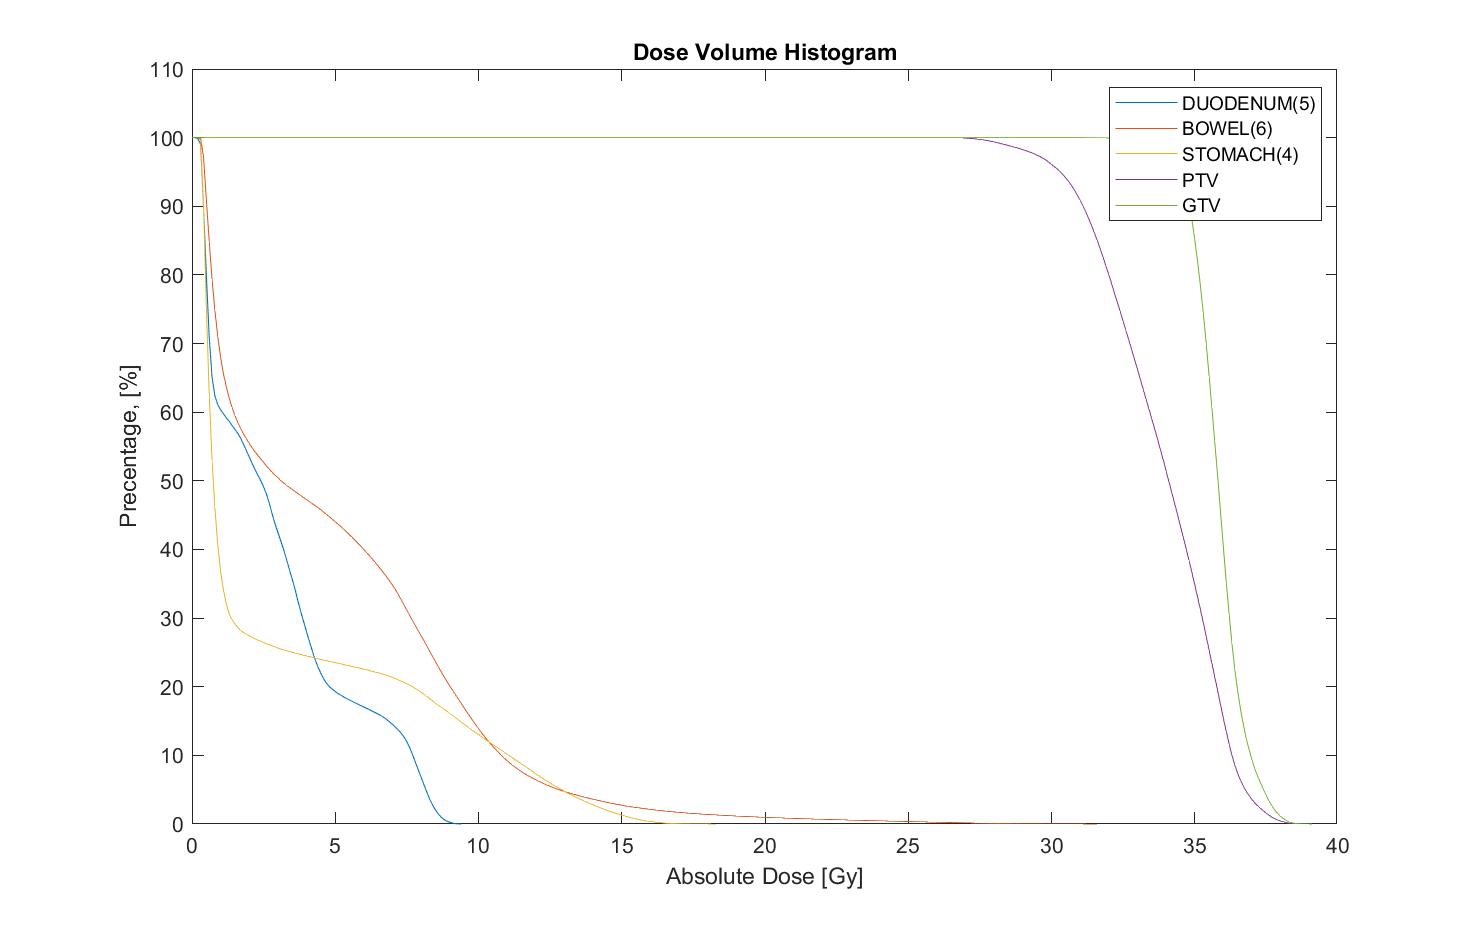 Dose Volume Histogram
110
100
90
80
70
60
50
40
30
20
10
0
Precentage, [%]
DUODENUM(5)
BOWEL(6)
STOMACH(4)
PTV
GTV
0 5 10 15 20 25 30 35 40
Absolute Dose [Gy]